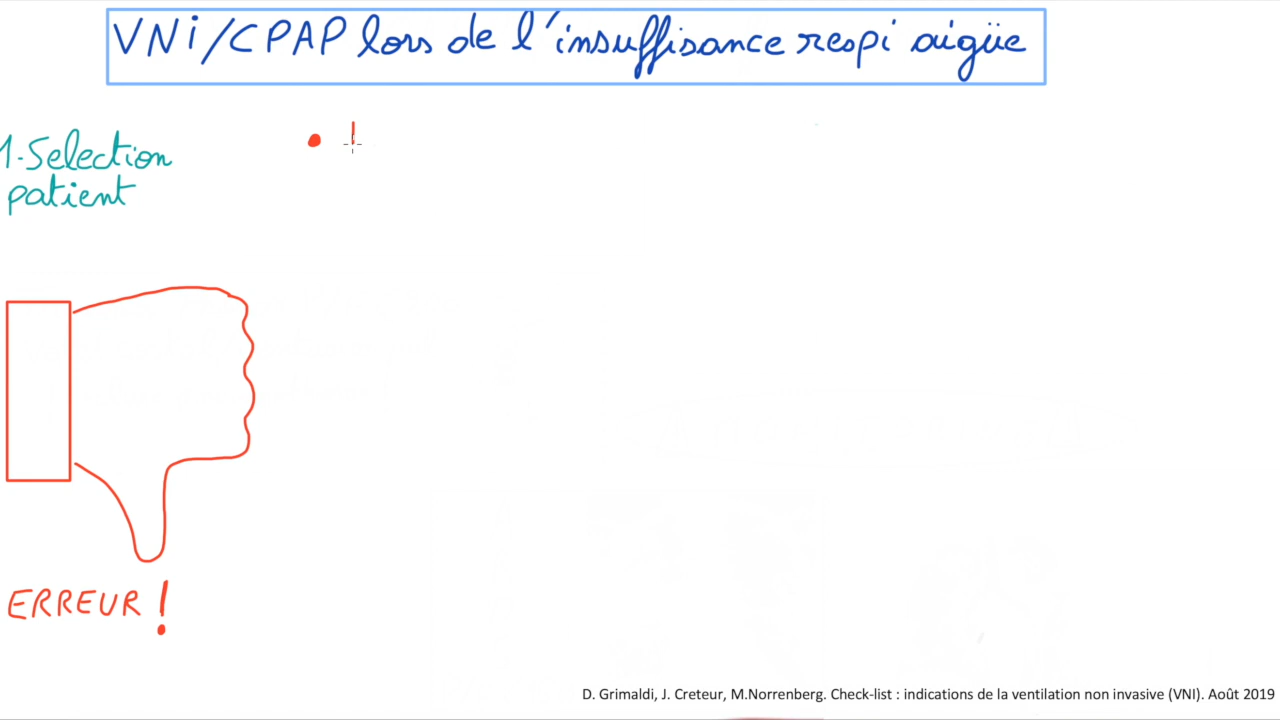 VNi/CPAP lors de l'insuffisance respi aigüe
1-Selection
patient
ERREUR !
D. Grimaldi, J. Creteur, M.Norrenberg. Check-list : indications de la ventilation non invasive (VNI). Août 2019